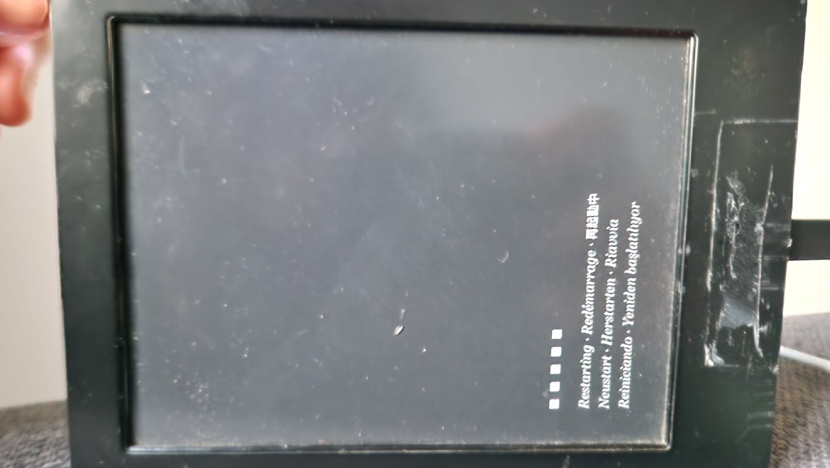 Restarting · Redémarrage · 再起動中
Neustart · Herstarten · Riavvia
Reiniciando · Yeniden başlatılıyor